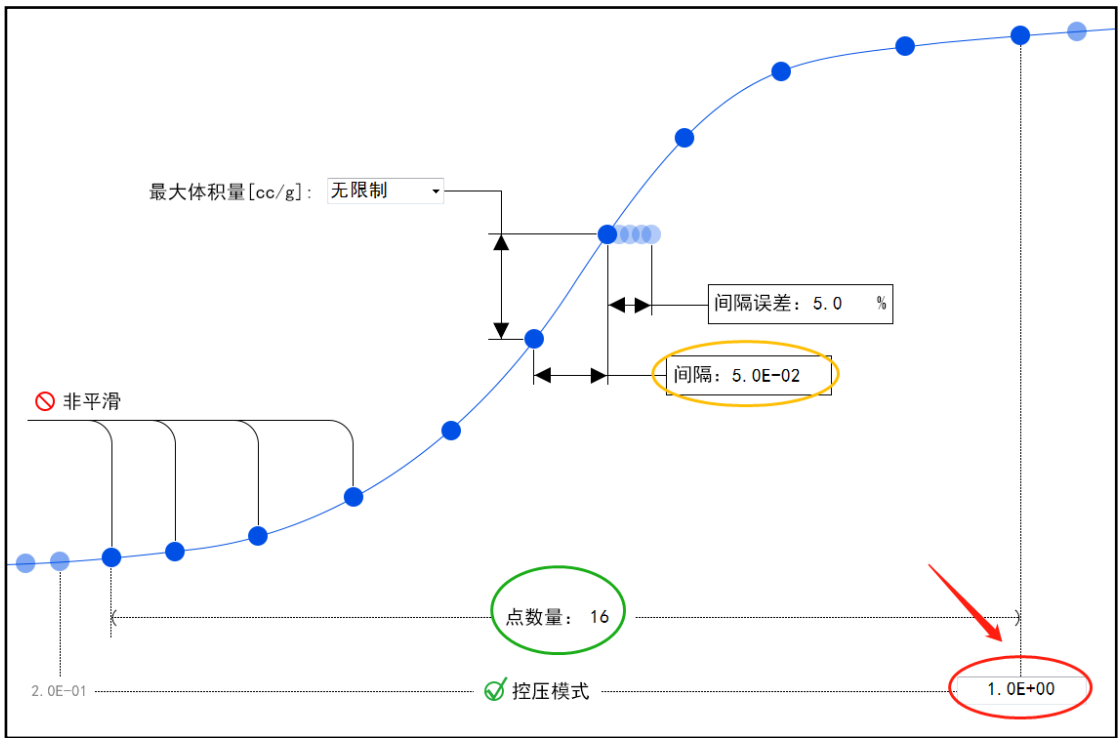 最大体积量[cc/g]: 无限制
间隔误差: 5.0 %
间隔: 5.0E-02
非平滑
点数量: 16
2.0E-01
控压模式
1.0E+00